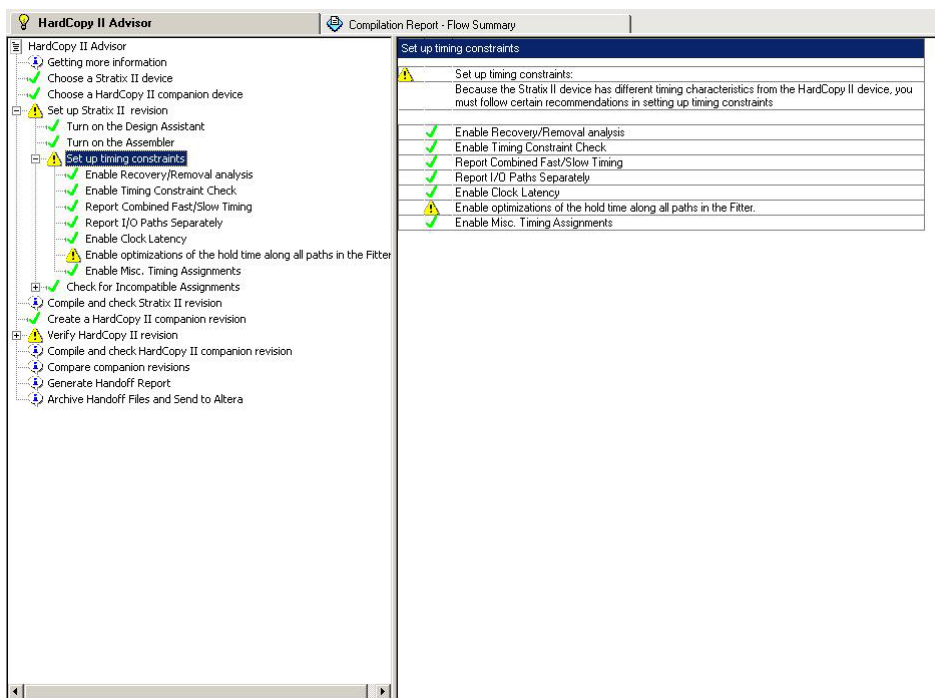 HardCopy II Advisor
Compilation Report - Flow Summary
HardCopy II Advisor
Getting more information
Choose a Stratix II device
Choose a HardCopy II companion device
Set up Stratix II revision
Turn on the Design Assistant
Turn on the Assembler
Set up timing constraints
Enable Recovery/Removal analysis
Enable Timing Constraint Check
Report Combined Fast/Slow Timing
Report I/O Paths Separately
Enable Clock Latency
Enable optimizations of the hold time along all paths in the Fitter
Enable Misc. Timing Assignments
Check for Incompatible Assignments
Compile and check Stratix II revision
Create a HardCopy II companion revision
Verify HardCopy II revision
Compile and check HardCopy II companion revision
Compare companion revisions
Generate Handoff Report
Archive Handoff Files and Send to Altera
Set up timing constraints
Set up timing constraints:
Because the Stratix II device has different timing characteristics from the HardCopy II device, you
must follow certain recommendations in setting up timing constraints
Enable Recovery/Removal analysis
Enable Timing Constraint Check
Report Combined Fast/Slow Timing
Report I/O Paths Separately
Enable Clock Latency
Enable optimizations of the hold time along all paths in the Fitter.
Enable Misc. Timing Assignments